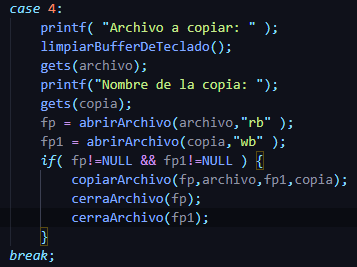 case 4:
printf( "Archivo a copiar: " );
limpiarBufferDeTeclado();
gets(archivo);
printf("Nombre de la copia: ");
gets(copia);
fp = abrirArchivo(archivo,"rb" );
fp1 = abrirArchivo(copia,"wb" );
if( fp!=NULL && fp1!=NULL ) {
copiarArchivo(fp,archivo,fp1,copia);
cerraArchivo(fp);
cerraArchivo(fp1);
}
break;